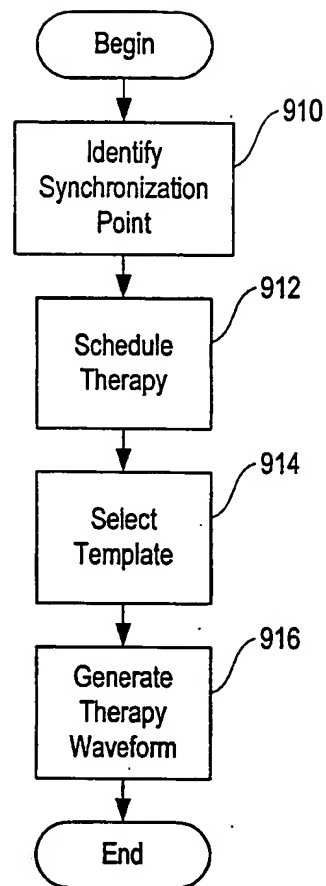 Begin
910
Identify
Synchronization
Point
912
Schedule
Therapy
914
Select
Template
916
Generate
Therapy
Waveform
End